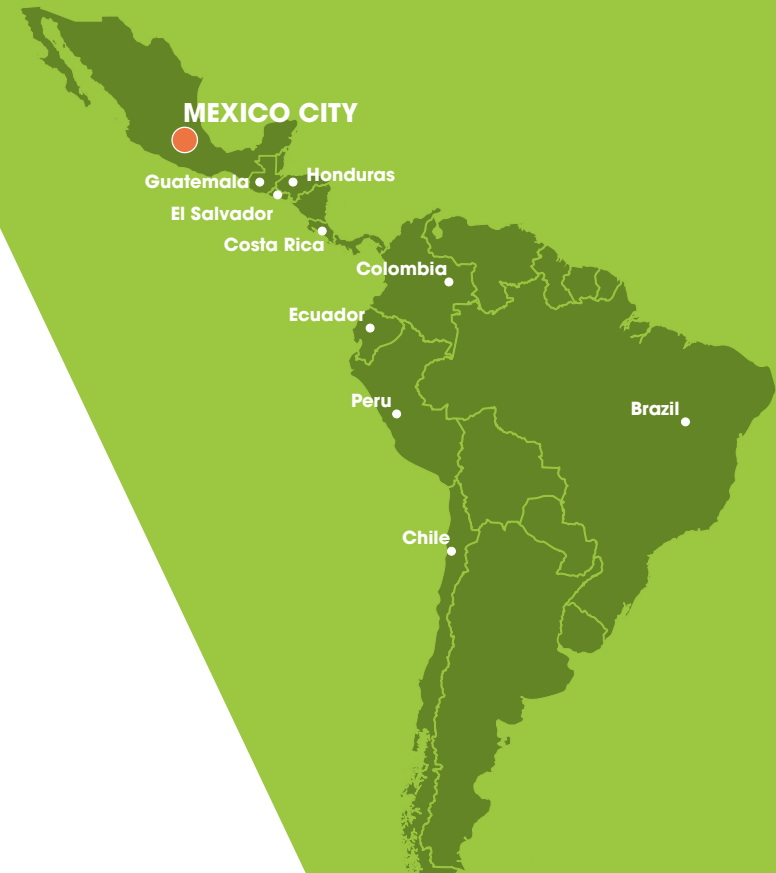 MEXICO CITY
Guatemala
Honduras
El Salvador
Costa Rica
Colombia
Ecuador
Peru
Brazil
Chile